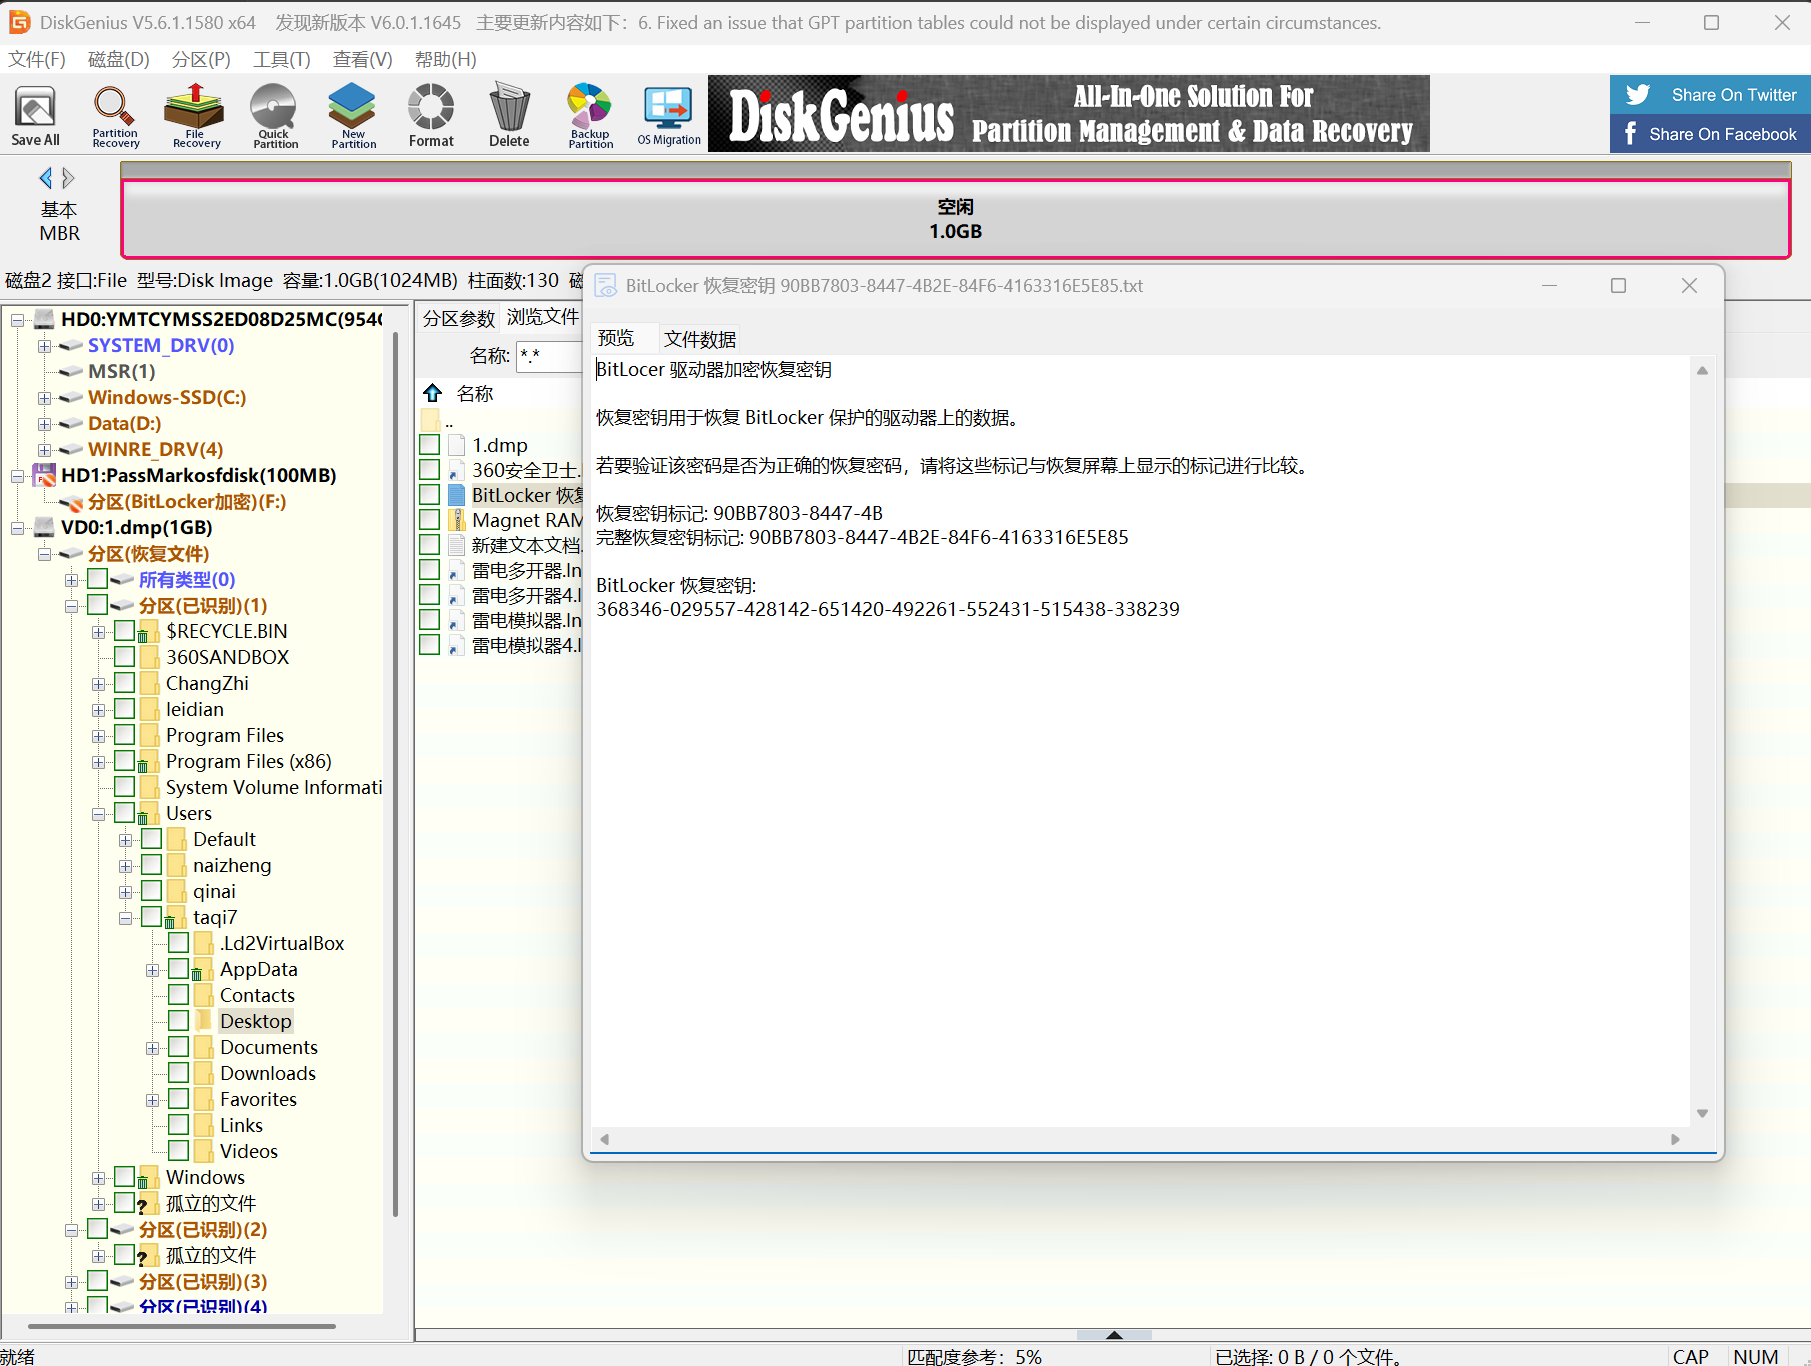 DiskGenius V5.6.1.1580 x64 发现新版本 V6.0.1.1645 主要更新内容如下：6. Fixed an issue that GPT partition tables could not be displayed under certain circumstances.
文件(F) 磁盘(D) 分区(P) 工具(T) 查看(V) 帮助(H)
Save All
Partition Recovery
File Recovery
Quick Partition
New Partition
Format
Delete
Backup Partition
OS Migration
DiskGenius
All-In-One Solution For
Partition Management & Data Recovery
Share On Twitter
Share On Facebook
基本
MBR
空闲
1.0GB
磁盘2 接口:File 型号:Disk Image 容量:1.0GB(1024MB) 柱面数:130
HD0:YMTCYMSS2ED08D25MC(954
SYSTEM_DRV(0)
MSR(1)
Windows-SSD(C:)
Data(D:)
WINRE_DRV(4)
HD1:PassMarkosfdisk(100MB)
分区(BitLocker加密)(F:)
VD0:1.dmp(1GB)
分区(恢复文件)
所有类型(0)
分区(已识别)(1)
$RECYCLE.BIN
360SANDBOX
ChangZhi
leidian
Program Files
Program Files (x86)
System Volume Informati
Users
Default
naizheng
qinai
taqi7
.Ld2VirtualBox
AppData
Contacts
Desktop
Documents
Downloads
Favorites
Links
Videos
Windows
孤立的文件
分区(已识别)(2)
孤立的文件
分区(已识别)(3)
分区(已识别)(4)
分区参数 浏览文件
名称: *.*
名称
..
1.dmp
360安全卫士.
BitLocker 恢复
Magnet RAM
新建文本文档.
雷电多开器.ln
雷电多开器4.l
雷电模拟器.ln
雷电模拟器4.l
BitLocker 恢复密钥 90BB7803-8447-4B2E-84F6-4163316E5E85.txt
预览 文件数据
BitLocer 驱动器加密恢复密钥
恢复密钥用于恢复 BitLocker 保护的驱动器上的数据。
若要验证该密码是否为正确的恢复密码，请将这些标记与恢复屏幕上显示的标记进行比较。
恢复密钥标记: 90BB7803-8447-4B
完整恢复密钥标记: 90BB7803-8447-4B2E-84F6-4163316E5E85
BitLocker 恢复密钥:
368346-029557-428142-651420-492261-552431-515438-338239
就绪 匹配度参考：5% 已选择: 0 B / 0 个文件。 CAP NUM